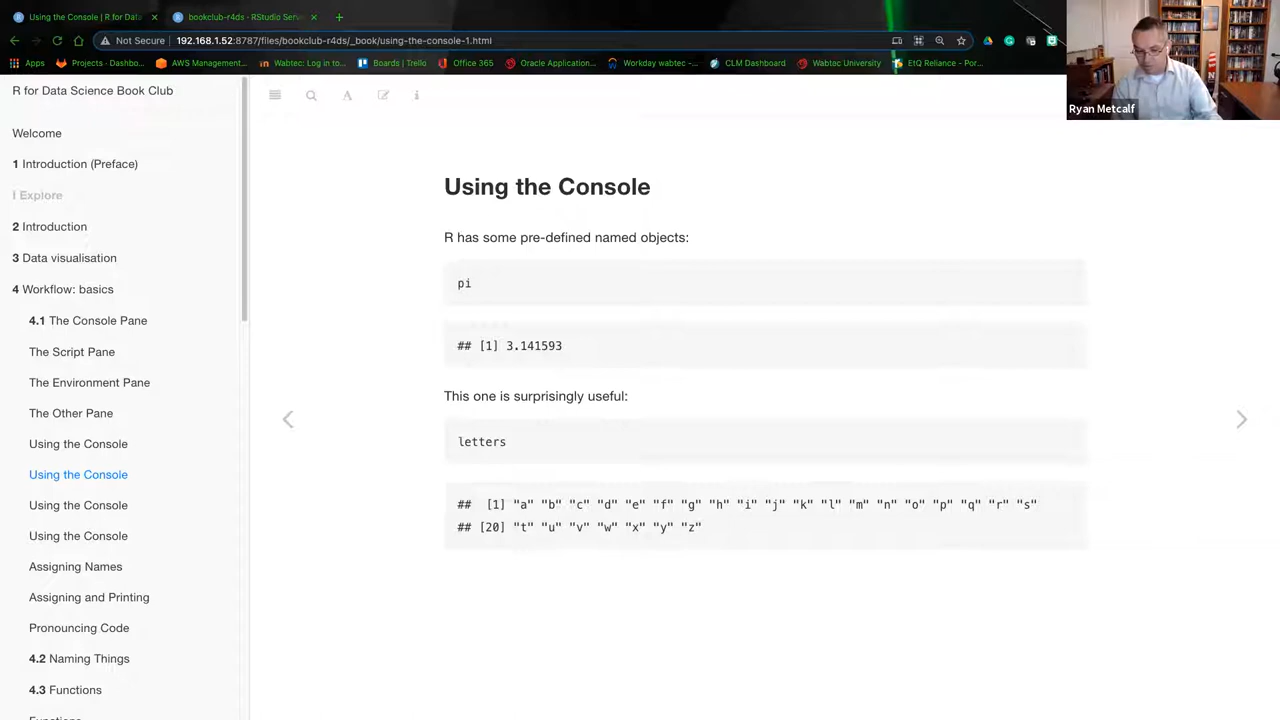 Using the Console | R for Data
bookclub-r4ds - RStudio Serve
Not Secure 192.168.1.52:8787/files/bookclub-r4ds/_book/using-the-console-1.html
Apps Projects - Dashbo... AWS Management... Wabtec: Log in to... Boards | Trello Office 365 Oracle Application... Workday wabtec -... CLM Dashboard Wabtec University EtQ Reliance - Por...
Ryan Metcalf
R for Data Science Book Club
Welcome
1 Introduction (Preface)
I Explore
2 Introduction
3 Data visualisation
4 Workflow: basics
4.1 The Console Pane
The Script Pane
The Environment Pane
The Other Pane
Using the Console
Using the Console
Using the Console
Using the Console
Assigning Names
Assigning and Printing
Pronouncing Code
4.2 Naming Things
4.3 Functions
Using the Console
R has some pre-defined named objects:
pi
## [1] 3.141593
This one is surprisingly useful:
letters
## [1] "a" "b" "c" "d" "e" "f" "g" "h" "i" "j" "k" "l" "m" "n" "o" "p" "q" "r" "s"
## [20] "t" "u" "v" "w" "x" "y" "z"